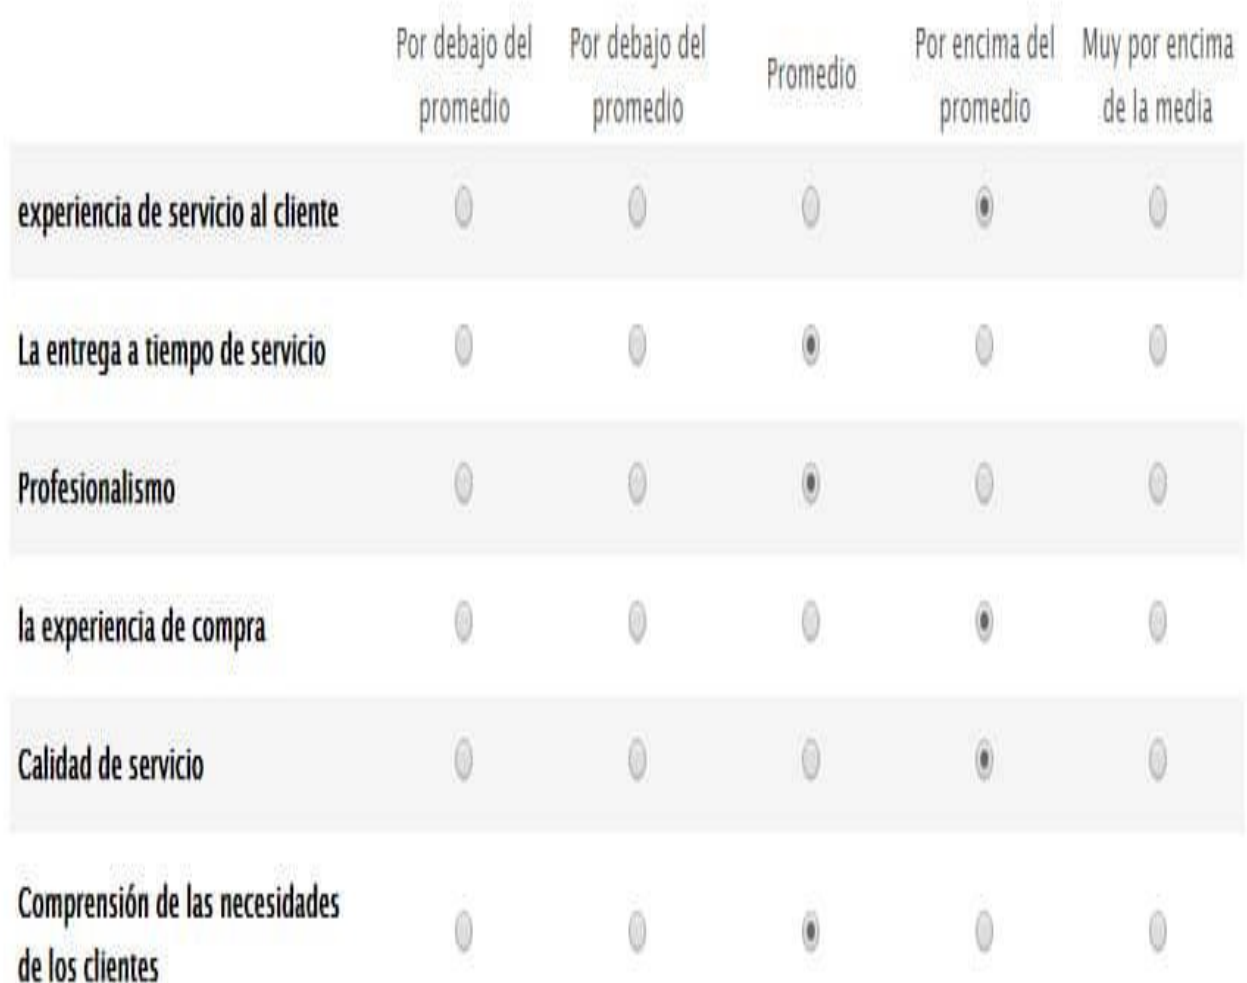 Por debajo del Por debajo del Promedio Por encima del Muy por encima
promedio promedio promedio de la media
experiencia de servicio al cliente
La entrega a tiempo de servicio
Profesionalismo
la experiencia de compra
Calidad de servicio
Comprensión de las necesidades
de los clientes